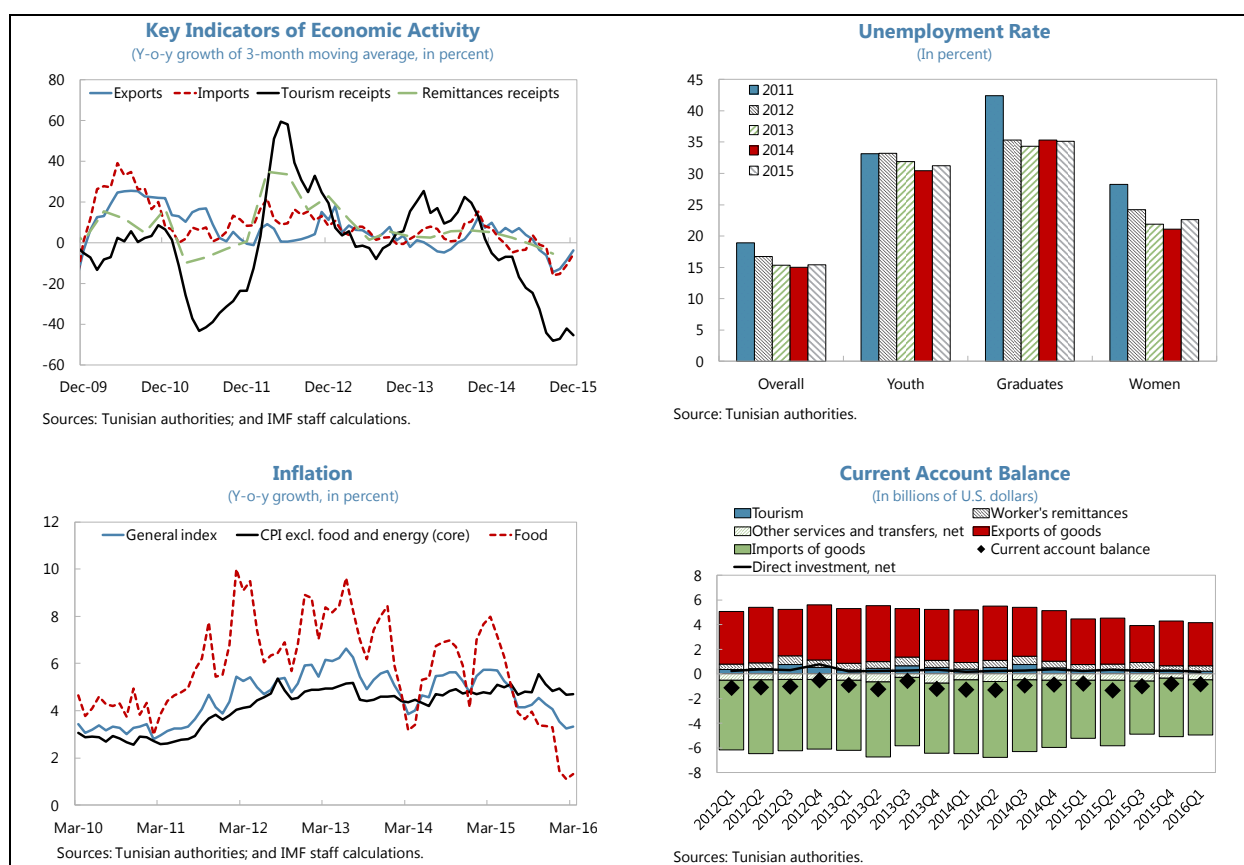 Key Indicators of Economic Activity
(Y-o-y growth of 3-month moving average, in percent)
80
60
40
20
0
-20
-40
-60
Exports Imports Tourism receipts Remittances receipts
Dec-09 Dec-10 Dec-11 Dec-12 Dec-13 Dec-14 Dec-15
Sources: Tunisian authorities; and IMF staff calculations.
Unemployment Rate
(In percent)
45
40
35
30
25
20
15
10
5
0
2011
2012
2013
2014
2015
Overall Youth Graduates Women
Source: Tunisian authorities.
Inflation
(Y-o-y growth, in percent)
12
10
8
6
4
2
0
General index CPI excl. food and energy (core) Food
Mar-10 Mar-11 Mar-12 Mar-13 Mar-14 Mar-15 Mar-16
Sources: Tunisian authorities; and IMF staff calculations.
Current Account Balance
(In billions of U.S. dollars)
Tourism Worker's remittances
Other services and transfers, net Exports of goods
Imports of goods Current account balance
Direct investment, net
8
6
4
2
0
-2
-4
-6
-8
2012Q1 2012Q2 2012Q3 2012Q4 2013Q1 2013Q2 2013Q3 2013Q4 2014Q1 2014Q2 2014Q3 2014Q4 2015Q1 2015Q2 2015Q3 2015Q4 2016Q1
Sources: Tunisian authorities.